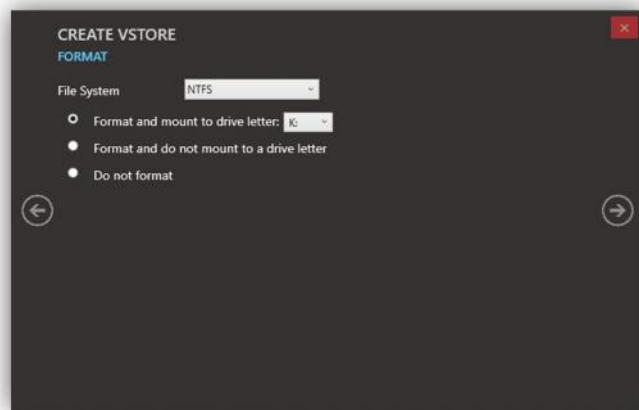 CREATE VSTORE
FORMAT
File System NTFS
Format and mount to drive letter: K:
Format and do not mount to a drive letter
Do not format